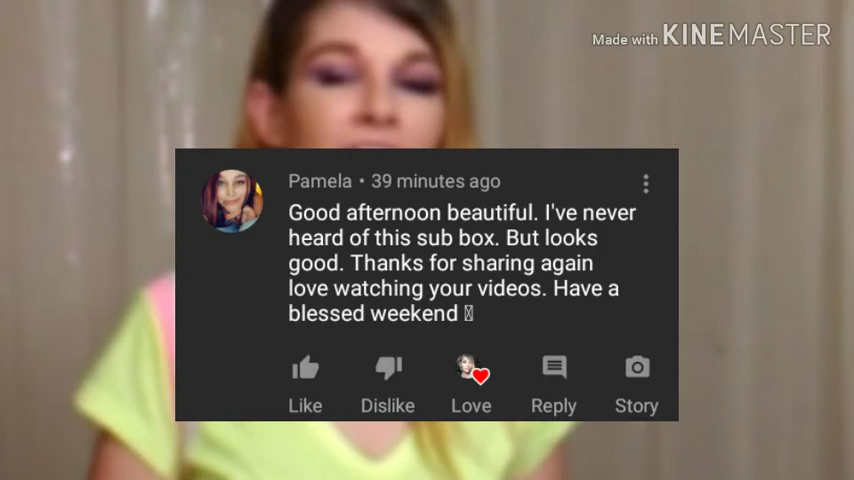 Made with KINEMASTER
Pamela • 39 minutes ago
Good afternoon beautiful. I've never
heard of this sub box. But looks
good. Thanks for sharing again
love watching your videos. Have a
blessed weekend
Like Dislike Love Reply Story